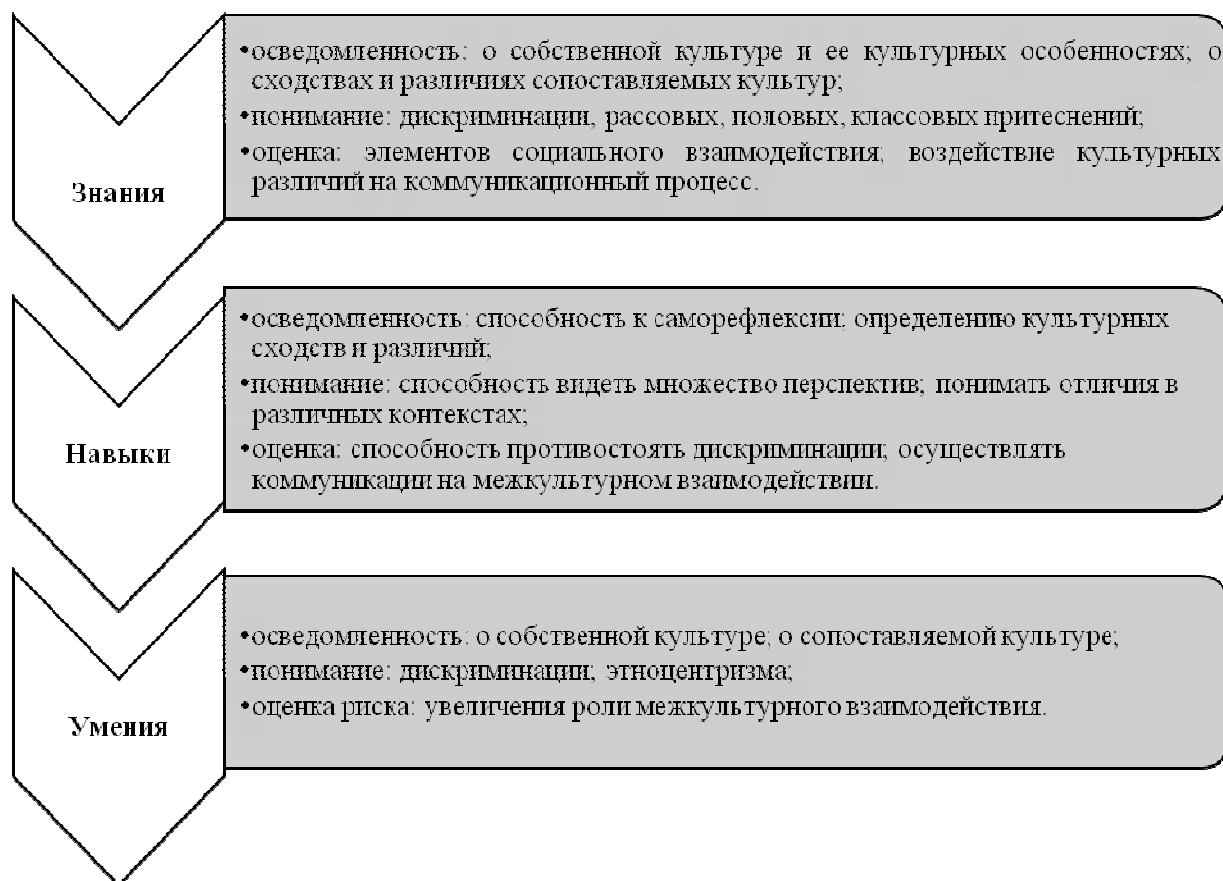 •осведомленность: о собственной культуре и ее культурных особенностях; о
сходствах и различиях сопоставляемых культур;
•понимание: дискриминации, рассовых, половых, классовых притеснений;
•оценка: элементов социального взаимодействия; воздействие культурных
различий на коммуникационный процесс.
Знания
•осведомленность: способность к саморефлексии; определению культурных
сходств и различий;
•понимание: способность видеть множество перспектив; понимать отличия в
различных контекстах;
•оценка: способность противостоять дискриминации; осуществлять
коммуникации на межкультурном взаимодействии.
Навыки
•осведомленность: о собственной культуре; о сопоставляемой культуре;
•понимание: дискриминации; этноцентризма;
•оценка риска: увеличения роли межкультурного взаимодействия.
Умения